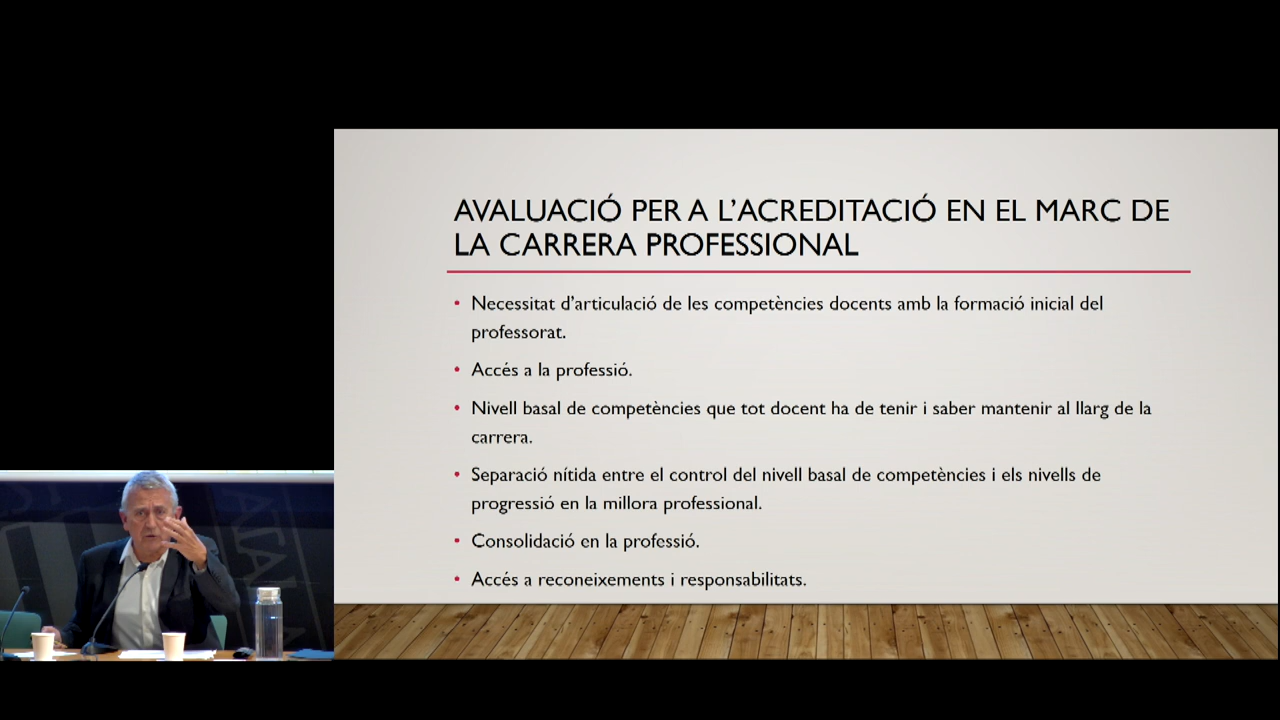 AVALUACIÓ PER A L'ACREDITACIÓ EN EL MARC DE
LA CARRERA PROFESSIONAL
• Necessitat d'articulació de les competències docents amb la formació inicial del
professorat.
• Accés a la professió.
• Nivell basal de competències que tot docent ha de tenir i saber mantenir al llarg de la
carrera.
• Separació nítida entre el control del nivell basal de competències i els nivells de
progressió en la millora professional.
• Consolidació en la professió.
• Accés a reconeixements i responsabilitats.